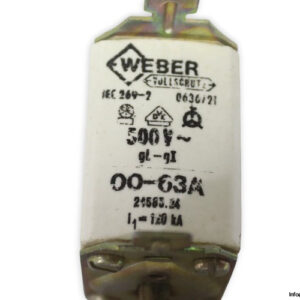 WEBER
VOLLSCHUTZ
IEC 269-2 0636/21
500 V~
gL-gI
00-63A
I₁ = 120 kA